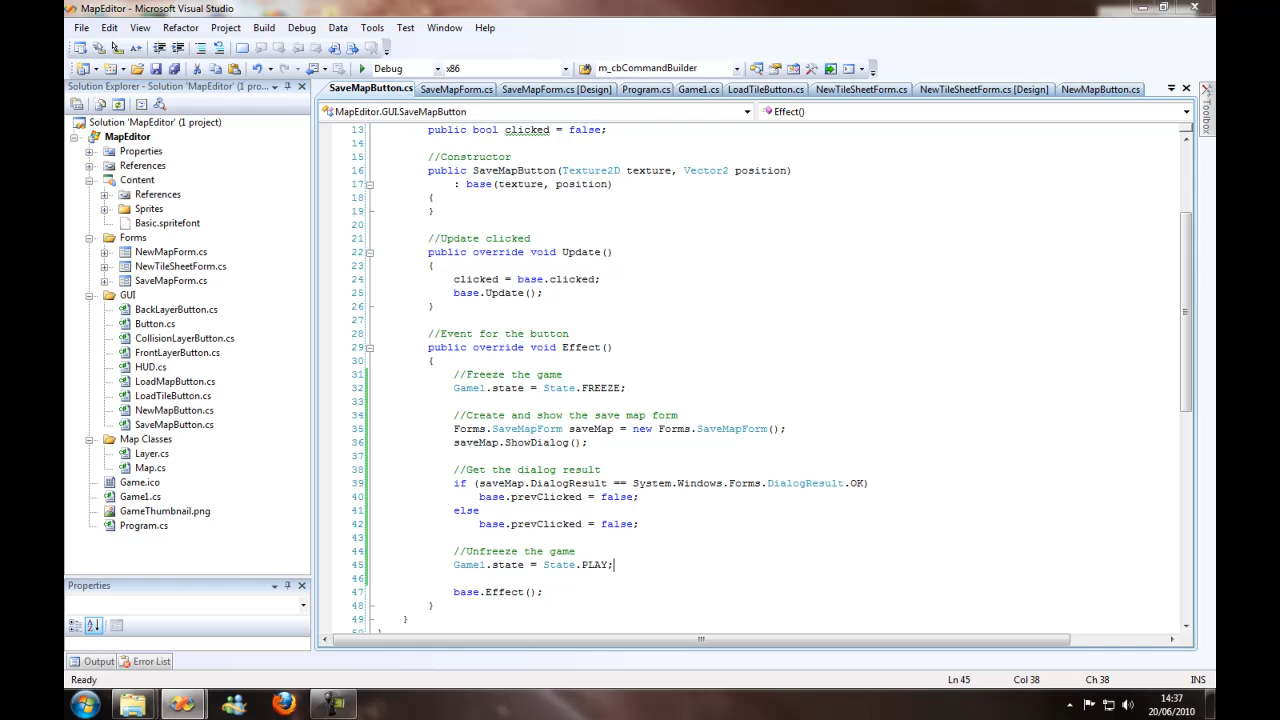 MapEditor - Microsoft Visual Studio
File Edit View Refactor Project Build Debug Data Tools Test Window Help
Debug x86 m_cbCommandBuilder
Solution Explorer - Solution 'MapEditor' (1 pro...
Solution 'MapEditor' (1 project)
MapEditor
Properties
References
Content
References
Sprites
Basic.spritefont
Forms
NewMapForm.cs
NewTileSheetForm.cs
SaveMapForm.cs
GUI
BackLayerButton.cs
Button.cs
CollisionLayerButton.cs
FrontLayerButton.cs
HUD.cs
LoadMapButton.cs
LoadTileButton.cs
NewMapButton.cs
SaveMapButton.cs
Map Classes
Layer.cs
Map.cs
Game.ico
Game1.cs
GameThumbnail.png
Program.cs
Properties
Output Error List
SaveMapButton.cs SaveMapForm.cs SaveMapForm.cs [Design] Program.cs Game1.cs LoadTileButton.cs NewTileSheetForm.cs NewTileSheetForm.cs [Design] NewMapButton.cs
MapEditor.GUI.SaveMapButton Effect()
13 public bool clicked = false;
14
15 //Constructor
16 public SaveMapButton(Texture2D texture, Vector2 position)
17 : base(texture, position)
18 {
19 }
20
21 //Update clicked
22 public override void Update()
23 {
24 clicked = base.clicked;
25 base.Update();
26 }
27
28 //Event for the button
29 public override void Effect()
30 {
31 //Freeze the game
32 Game1.state = State.FREEZE;
33
34 //Create and show the save map form
35 Forms.SaveMapForm saveMap = new Forms.SaveMapForm();
36 saveMap.ShowDialog();
37
38 //Get the dialog result
39 if (saveMap.DialogResult == System.Windows.Forms.DialogResult.OK)
40 base.prevClicked = false;
41 else
42 base.prevClicked = false;
43
44 //Unfreeze the game
45 Game1.state = State.PLAY;
46
47 base.Effect();
48 }
49 }
Toolbox
Ready Ln 45 Col 38 Ch 38 INS
14:37
20/06/2010